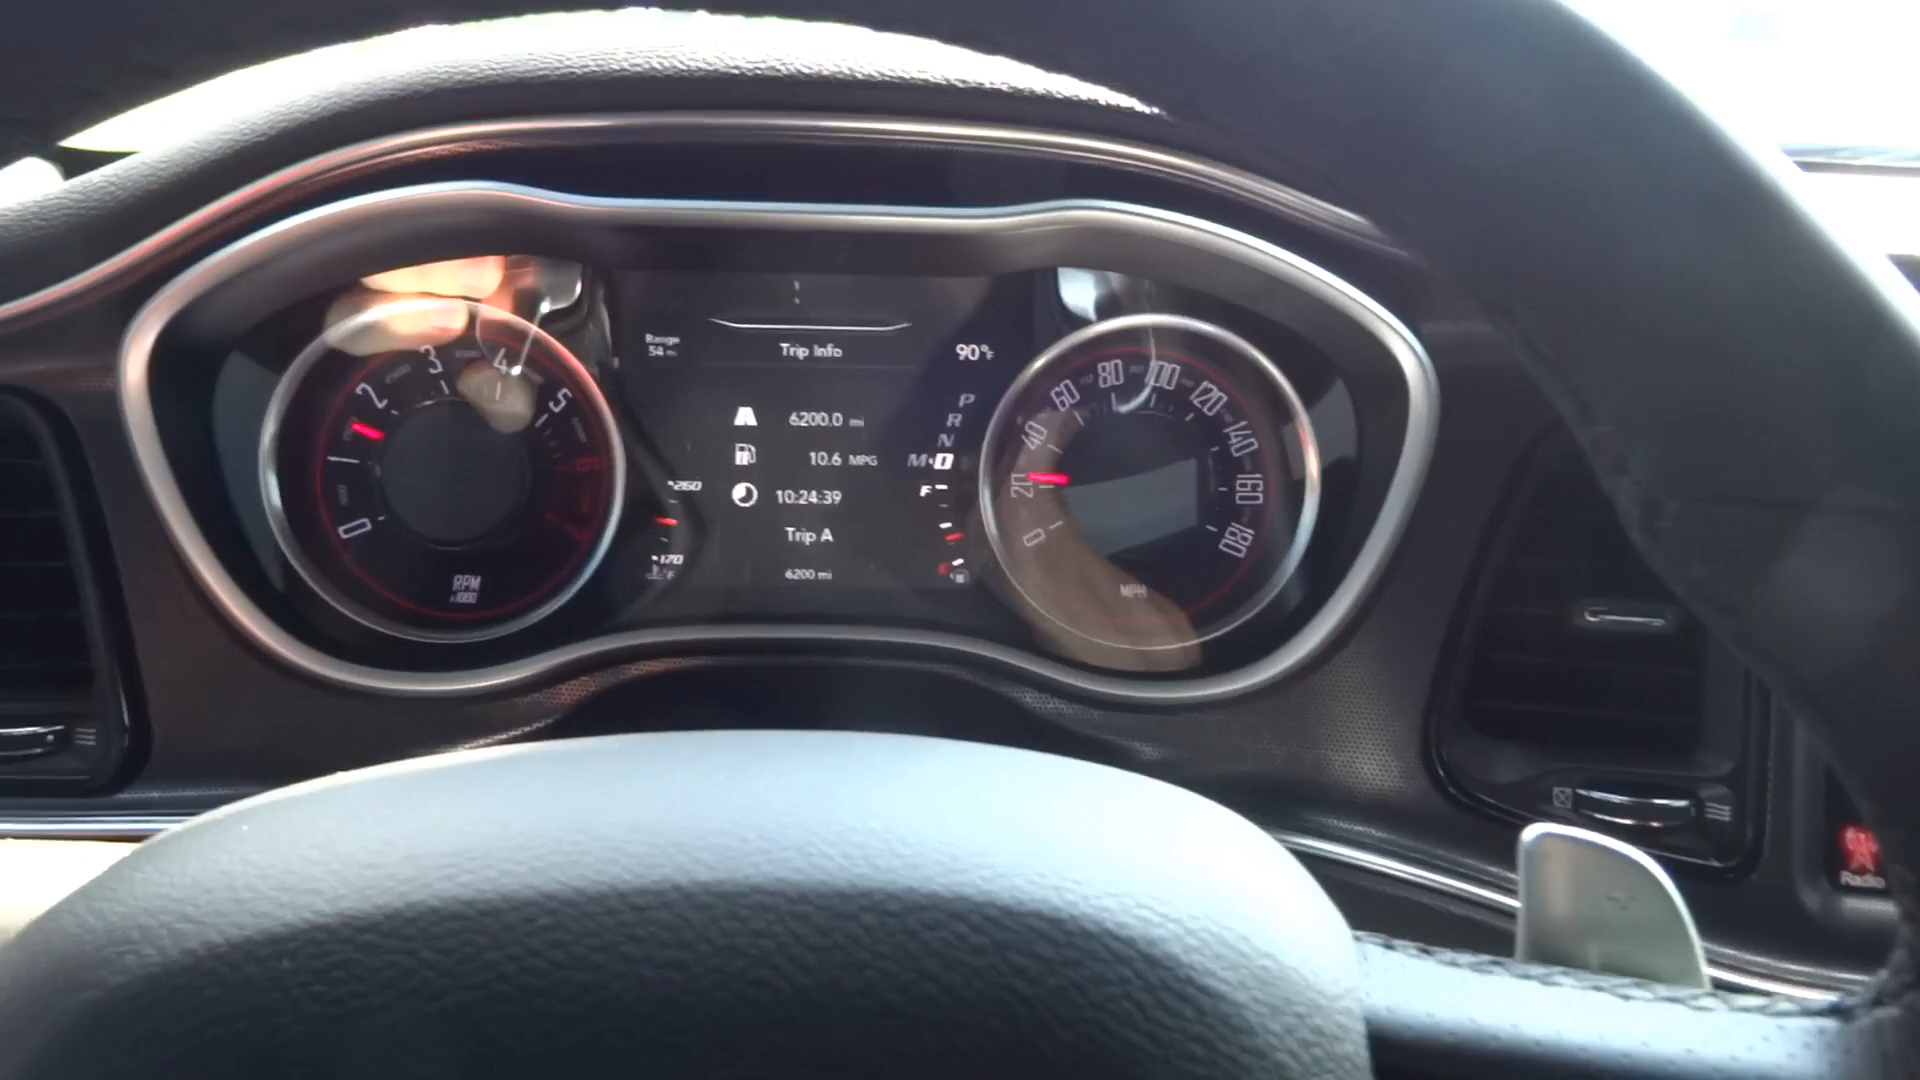 Range
54 mi
Trip Info
90°F
6200.0 mi
10.6 MPG
10:24:39
Trip A
6200 mi
P
R
N
M D
F
E
260
170
0
2
3
4
5
6
RPM
x1000
0
20
40
60
80
100
120
140
160
180
MPH
Radio